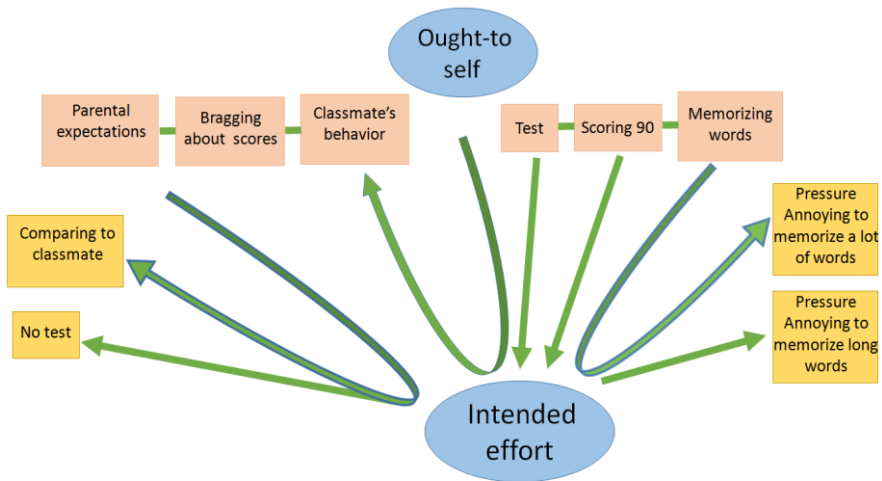 Ought-to
self
Parental
expectations
Bragging
about scores
Classmate's
behavior
Test
Scoring 90
Memorizing
words
Comparing to
classmate
No test
Pressure
Annoying to
memorize a lot
of words
Pressure
Annoying to
memorize long
words
Intended
effort